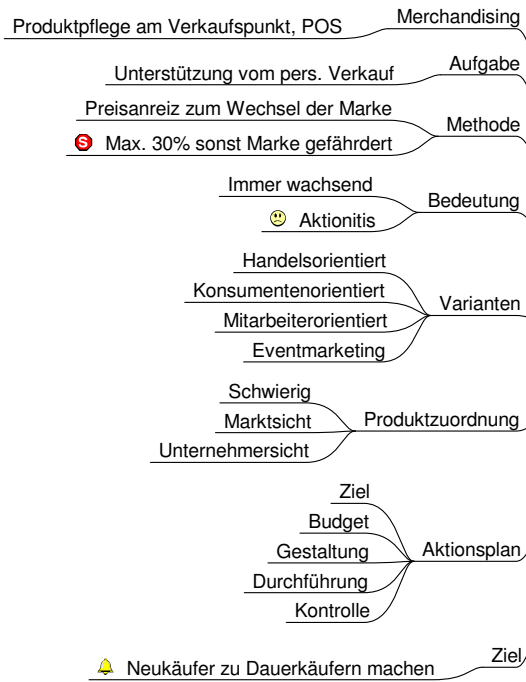 Merchandising
Produktpflege am Verkaufspunkt, POS
Aufgabe
Unterstützung vom pers. Verkauf
Methode
Preisanreiz zum Wechsel der Marke
S Max. 30% sonst Marke gefährdert
Bedeutung
Immer wachsend
Aktionitis
Varianten
Handelsorientiert
Konsumentenorientiert
Mitarbeiterorientiert
Eventmarketing
Produktzuordnung
Schwierig
Marktsicht
Unternehmersicht
Aktionsplan
Ziel
Budget
Gestaltung
Durchführung
Kontrolle
Ziel
Neukäufer zu Dauerkäufern machen